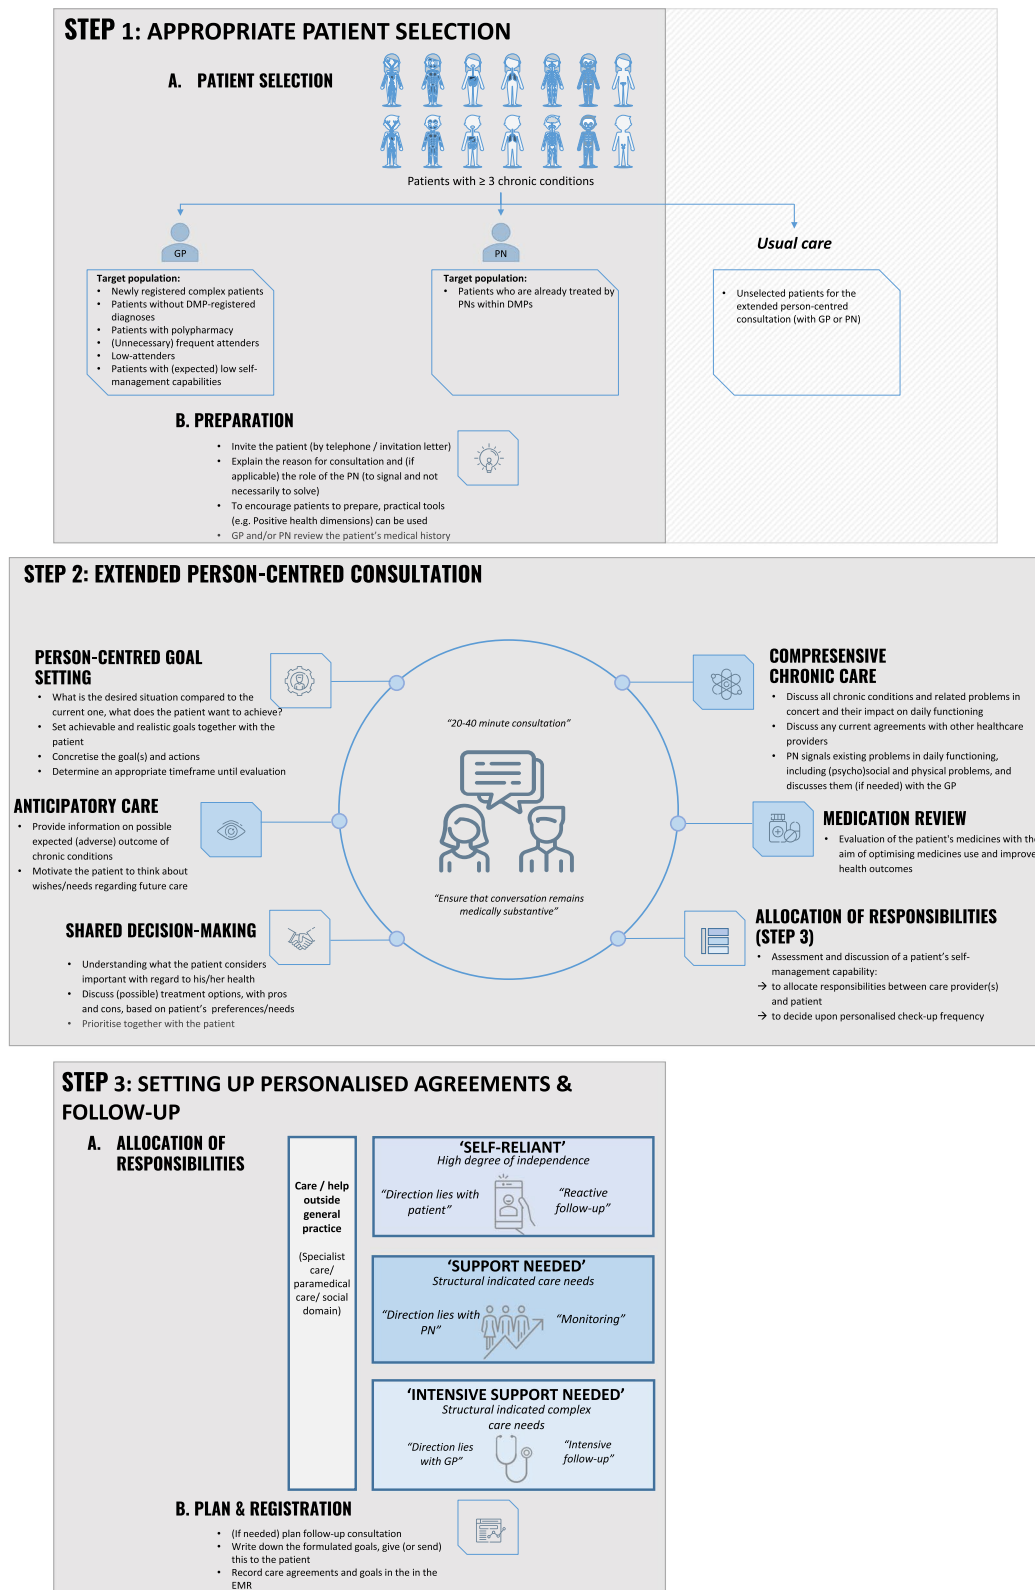 STEP 1: APPROPRIATE PATIENT SELECTION
A. PATIENT SELECTION
Patients with ≥ 3 chronic conditions
GP
Target population:
• Newly registered complex patients
• Patients without DMP-registered
diagnoses
• Patients with polypharmacy
• (Unnecessary) frequent attenders
• Low-attenders
• Patients with (expected) low self-
management capabilities
PN
Target population:
• Patients who are already treated by
PNs within DMPs
Usual care
• Unselected patients for the
extended person-centred
consultation (with GP or PN)
B. PREPARATION
• Invite the patient (by telephone / invitation letter)
• Explain the reason for consultation and (if
applicable) the role of the PN (to signal and not
necessarily to solve)
• To encourage patients to prepare, practical tools
(e.g. Positive health dimensions) can be used
• GP and/or PN review the patient's medical history
STEP 2: EXTENDED PERSON-CENTRED CONSULTATION
PERSON-CENTRED GOAL
SETTING
• What is the desired situation compared to the
current one, what does the patient want to achieve?
• Set achievable and realistic goals together with the
patient
• Concretise the goal(s) and actions
• Determine an appropriate timeframe until evaluation
ANTICIPATORY CARE
• Provide information on possible
expected (adverse) outcome of
chronic conditions
• Motivate the patient to think about
wishes/needs regarding future care
SHARED DECISION-MAKING
• Understanding what the patient considers
important with regard to his/her health
• Discuss (possible) treatment options, with pros
and cons, based on patient's preferences/needs
• Prioritise together with the patient
"20-40 minute consultation"
"Ensure that conversation remains
medically substantive"
COMPRESENSIVE
CHRONIC CARE
• Discuss all chronic conditions and related problems in
concert and their impact on daily functioning
• Discuss any current agreements with other healthcare
providers
• PN signals existing problems in daily functioning,
including (psycho)social and physical problems, and
discusses them (if needed) with the GP
MEDICATION REVIEW
• Evaluation of the patient's medicines with the
aim of optimising medicines use and improve
health outcomes
ALLOCATION OF RESPONSIBILITIES
(STEP 3)
• Assessment and discussion of a patient's self-
management capability:
→ to allocate responsibilities between care provider(s)
and patient
→ to decide upon personalised check-up frequency
STEP 3: SETTING UP PERSONALISED AGREEMENTS &
FOLLOW-UP
A. ALLOCATION OF
RESPONSIBILITIES
Care / help
outside
general
practice
(Specialist
care/
paramedical
care/ social
domain)
'SELF-RELIANT'
High degree of independence
"Direction lies with
patient"
"Reactive
follow-up"
'SUPPORT NEEDED'
Structural indicated care needs
"Direction lies with
PN"
"Monitoring"
'INTENSIVE SUPPORT NEEDED'
Structural indicated complex
care needs
"Direction lies
with GP"
"Intensive
follow-up"
B. PLAN & REGISTRATION
• (If needed) plan follow-up consultation
• Write down the formulated goals, give (or send)
this to the patient
• Record care agreements and goals in the in the
EMR